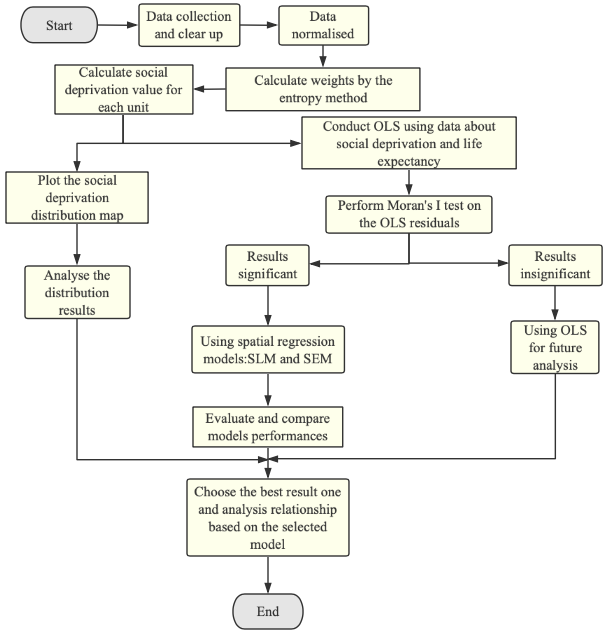 Start
Data collection
and clear up
Data
normalised
Calculate social
deprivation value for
each unit
Calculate weights by the
entropy method
Conduct OLS using data about
social deprivation and life
expectancy
Plot the social
deprivation
distribution map
Perform Moran's I test on
the OLS residuals
Results
significant
Results
insignificant
Analyse the
distribution
results
Using spatial regression
models:SLM and SEM
Using OLS
for future
analysis
Evaluate and compare
models performances
Choose the best result one
and analysis relationship
based on the selected
model
End